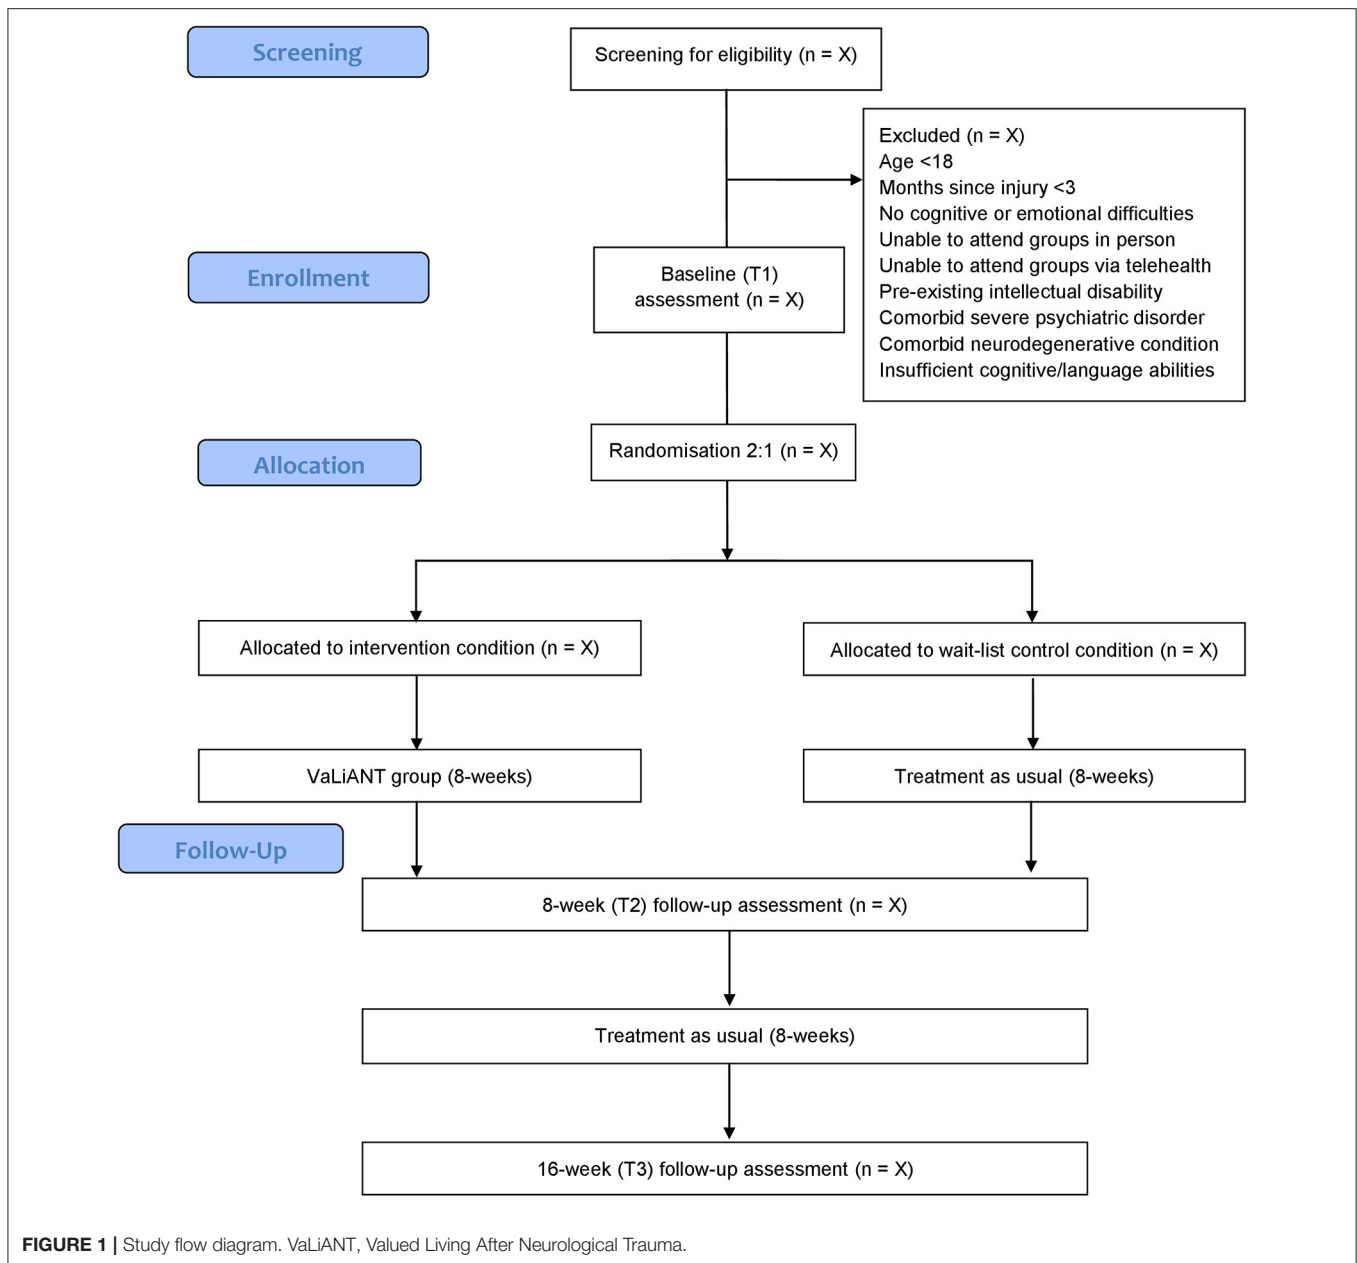 Screening
Screening for eligibility (n = X)
Excluded (n = X)
Age <18
Months since injury <3
No cognitive or emotional difficulties
Unable to attend groups in person
Unable to attend groups via telehealth
Pre-existing intellectual disability
Comorbid severe psychiatric disorder
Comorbid neurodegenerative condition
Insufficient cognitive/language abilities
Enrollment
Baseline (T1)
assessment (n = X)
Allocation
Randomisation 2:1 (n = X)
Allocated to intervention condition (n = X)
Allocated to wait-list control condition (n = X)
VaLiANT group (8-weeks)
Treatment as usual (8-weeks)
Follow-Up
8-week (T2) follow-up assessment (n = X)
Treatment as usual (8-weeks)
16-week (T3) follow-up assessment (n = X)
FIGURE 1 | Study flow diagram. VaLiANT, Valued Living After Neurological Trauma.